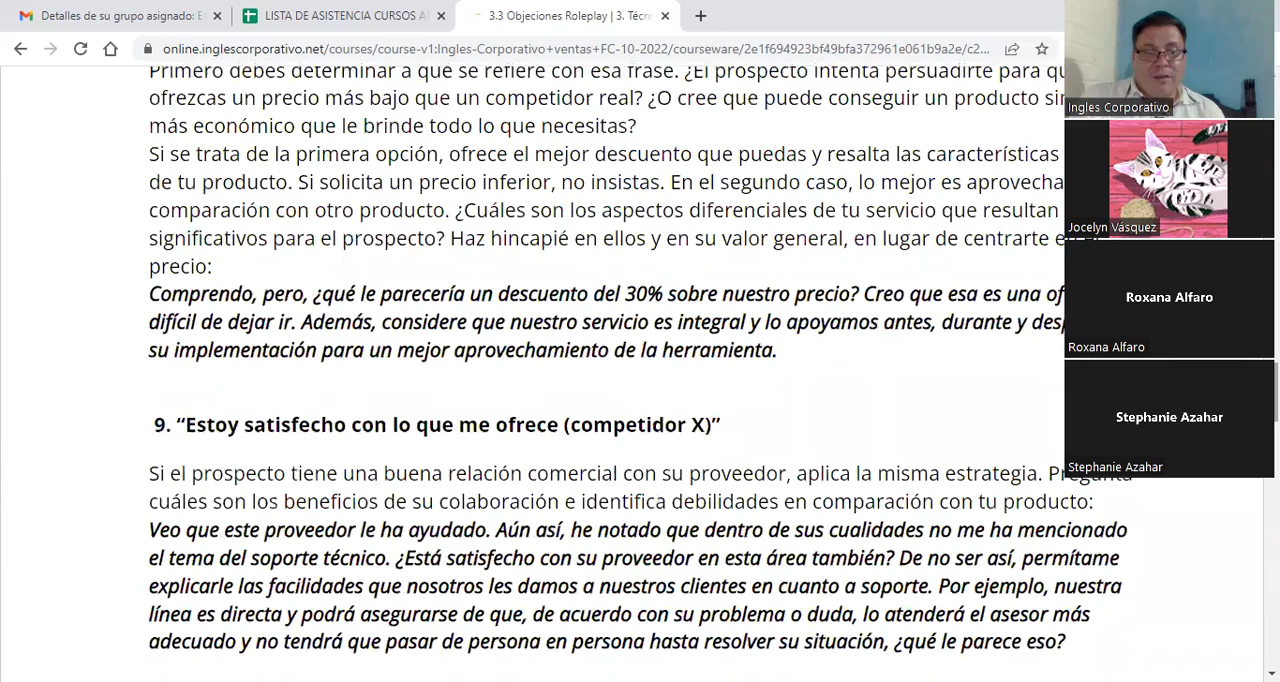 Detalles de su grupo asignado:
LISTA DE ASISTENCIA CURSOS
3.3 Objeciones Roleplay | 3. Técn
online.inglescorporativo.net/courses/course-v1:Ingles-Corporativo+ventas+FC-10-2022/courseware/2e1f694923bf49bfa372961e061b9a2e/c2...
Primero debes determinar a qué se refiere con esa frase. ¿El prospecto intenta persuadirte para
ofrezcas un precio más bajo que un competidor real? ¿O cree que puede conseguir un producto
más económico que le brinde todo lo que necesitas?
Si se trata de la primera opción, ofrece el mejor descuento que puedas y resalta las características
de tu producto. Si solicita un precio inferior, no insistas. En el segundo caso, lo mejor es aprovecha
comparación con otro producto. ¿Cuáles son los aspectos diferenciales de tu servicio que resultan
significativos para el prospecto? Haz hincapié en ellos y en su valor general, en lugar de centrarte
precio:
Comprendo, pero, ¿qué le parecería un descuento del 30% sobre nuestro precio? Creo que esa es una
difícil de dejar ir. Además, considere que nuestro servicio es integral y lo apoyamos antes, durante y
su implementación para un mejor aprovechamiento de la herramienta.
9. “Estoy satisfecho con lo que me ofrece (competidor X)”
Si el prospecto tiene una buena relación comercial con su proveedor, aplica la misma estrategia.
cuáles son los beneficios de su colaboración e identifica debilidades en comparación con tu producto:
Veo que este proveedor le ha ayudado. Aún así, he notado que dentro de sus cualidades no me ha mencionado
el tema del soporte técnico. ¿Está satisfecho con su proveedor en esta área también? De no ser así, permítame
explicarle las facilidades que nosotros les damos a nuestros clientes en cuanto a soporte. Por ejemplo, nuestra
línea es directa y podrá asegurarse de que, de acuerdo con su problema o duda, lo atenderá el asesor más
adecuado y no tendrá que pasar de persona en persona hasta resolver su situación, ¿qué le parece eso?
Ingles Corporativo
Jocelyn Vásquez
Roxana Alfaro
Roxana Alfaro
Stephanie Azahar
Stephanie Azahar